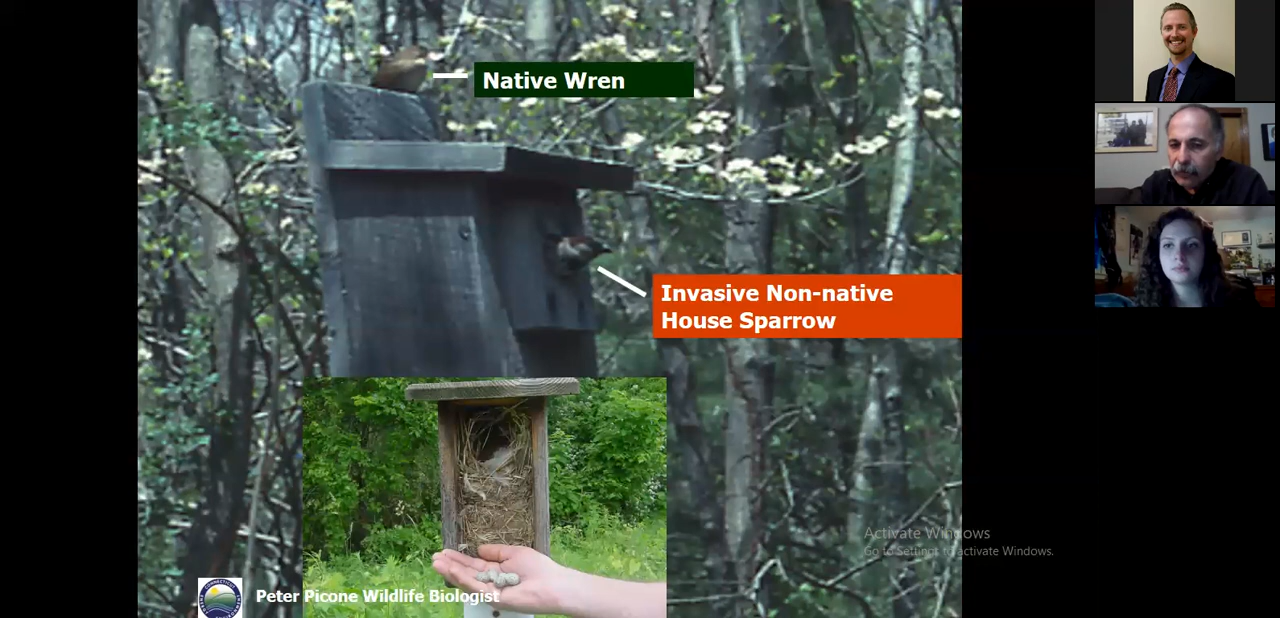 Native Wren
Invasive Non-native
House Sparrow
Activate Windows
Go to Settings to activate Windows.
Peter Picone Wildlife Biologist